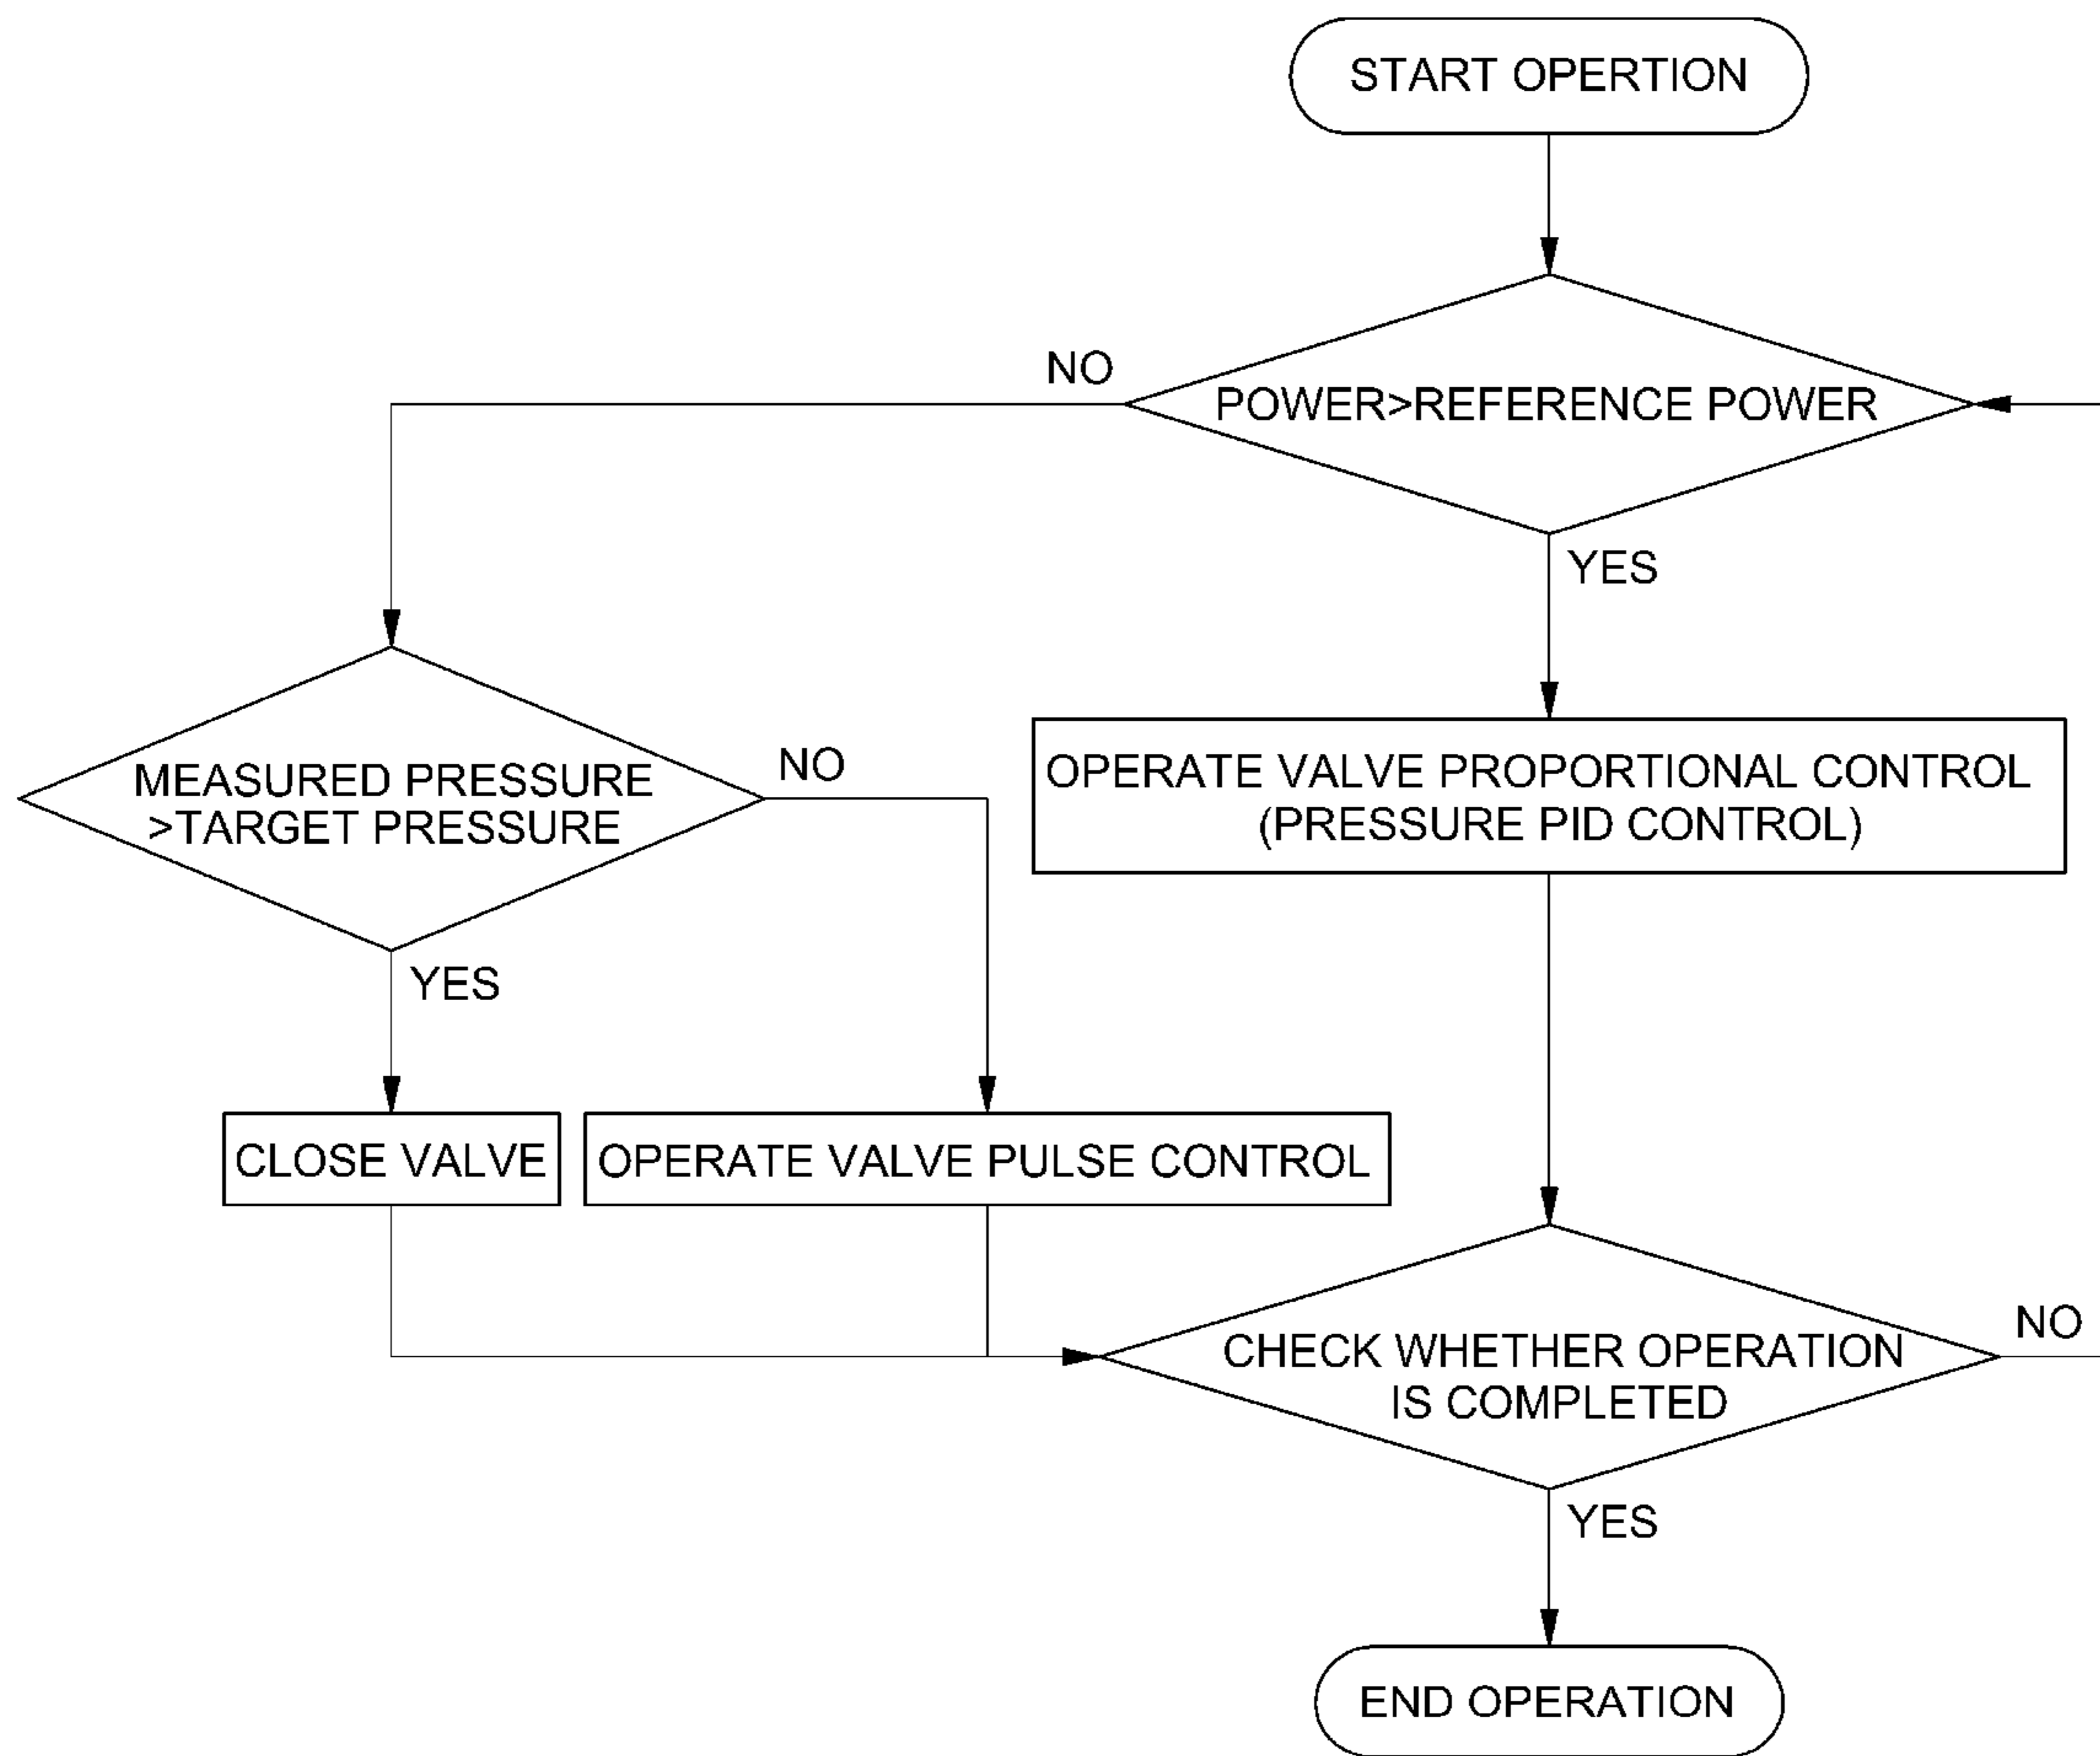 START OPERTION
NO
POWER>REFERENCE POWER
YES
MEASURED PRESSURE
>TARGET PRESSURE
NO
OPERATE VALVE PROPORTIONAL CONTROL
(PRESSURE PID CONTROL)
YES
CLOSE VALVE
OPERATE VALVE PULSE CONTROL
CHECK WHETHER OPERATION
IS COMPLETED
NO
YES
END OPERATION